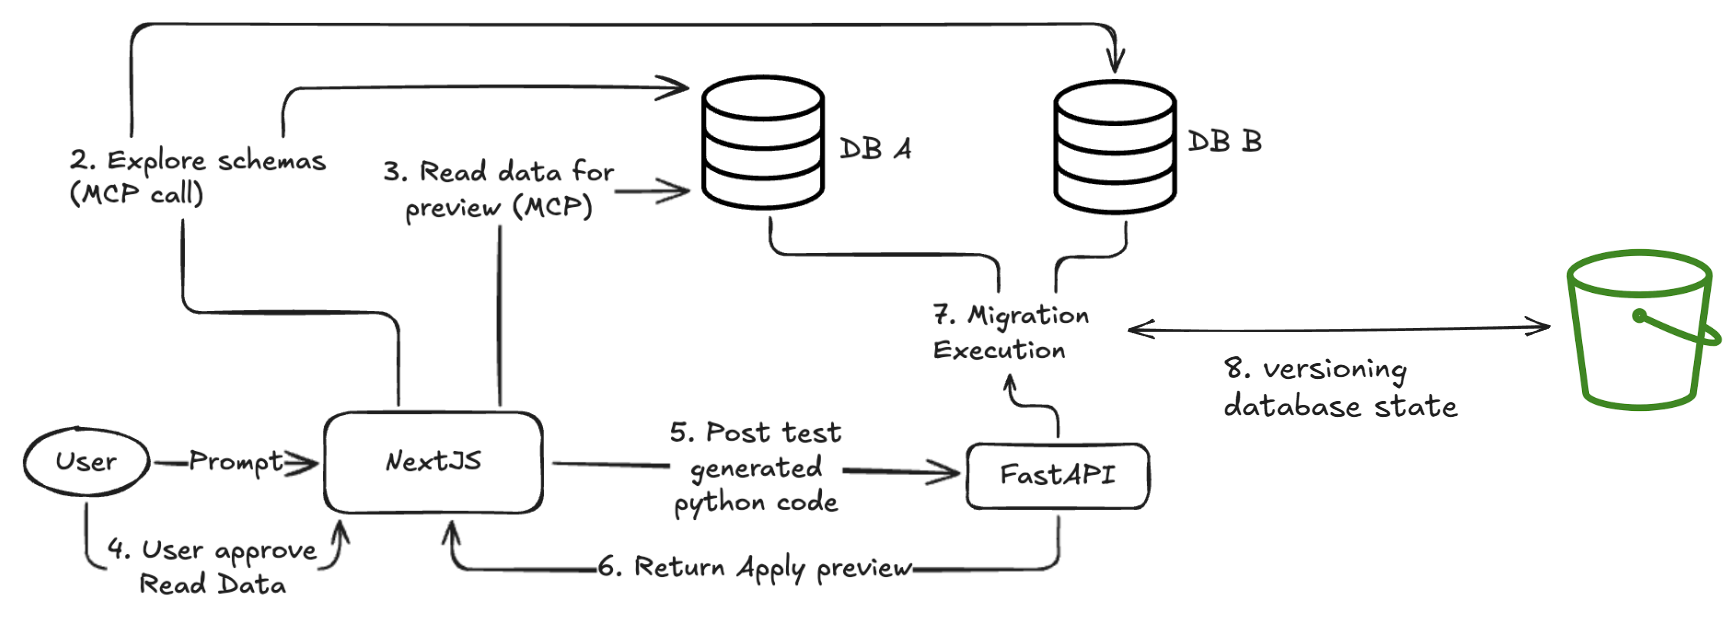 2. Explore schemas
(MCP call)
3. Read data for
preview (MCP)
DB A
DB B
7. Migration
Execution
8. versioning
database state
User
Prompt
NextJS
5. Post test
generated
python code
FastAPI
4. User approve
Read Data
6. Return Apply preview